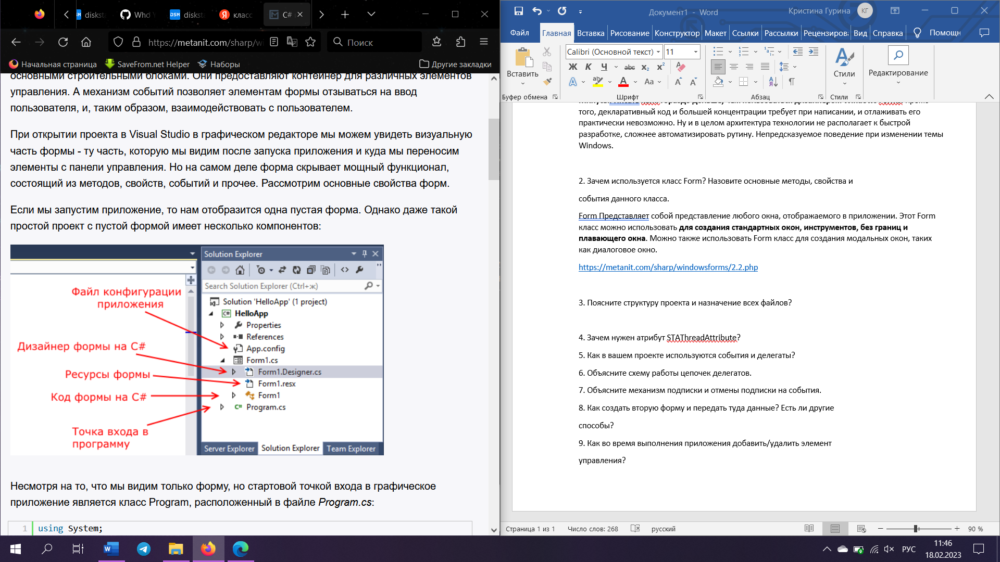 diskst
Who Y
diskst
класс
C#
https://metanit.com/sharp/wi
Поиск
Начальная страница
SaveFrom.net Helper
Наборы
Другие закладки
основными строительными блоками. Они предоставляют контейнер для различных элементов
управления. А механизм событий позволяет элементам формы отзываться на ввод
пользователя, и, таким образом, взаимодействовать с пользователем.
При открытии проекта в Visual Studio в графическом редакторе мы можем увидеть визуальную
часть формы - ту часть, которую мы видим после запуска приложения и куда мы переносим
элементы с панели управления. Но на самом деле форма скрывает мощный функционал,
состоящий из методов, свойств, событий и прочее. Рассмотрим основные свойства форм.
Если мы запустим приложение, то нам отобразится одна пустая форма. Однако даже такой
простой проект с пустой формой имеет несколько компонентов:
Solution Explorer
Search Solution Explorer (Ctrl+ж)
Solution 'HelloApp' (1 project)
HelloApp
Properties
References
App.config
Form1.cs
Form1.Designer.cs
Form1.resx
Form1
Program.cs
Server Explorer
Solution Explorer
Team Explorer
Файл конфигурации
приложения
Дизайнер формы на C#
Ресурсы формы
Код формы на C#
Точка входа в
программу
Несмотря на то, что мы видим только форму, но стартовой точкой входа в графическое
приложение является класс Program, расположенный в файле Program.cs:
1 using System;
Документ1 - Word
Кристина Гурина
КГ
Файл
Главная
Вставка
Рисование
Конструктор
Макет
Ссылки
Рассылки
Рецензирова
Вид
Справка
Помощн
Вставить
Буфер обмена
Calibri (Основной текст)
11
Ж К Ч abc x₂ x²
Aa
Шрифт
Абзац
Стили
Стили
Редактирование
того, декларативный код и большей концентрации требует при написании, и отлаживать его
практически невозможно. Ну и в целом архитектура технологии не располагает к быстрой
разработке, сложнее автоматизировать рутину. Непредсказуемое поведение при изменении темы
Windows.
2. Зачем используется класс Form? Назовите основные методы, свойства и
события данного класса.
Form Представляет собой представление любого окна, отображаемого в приложении. Этот Form
класс можно использовать для создания стандартных окон, инструментов, без границ и
плавающего окна. Можно также использовать Form класс для создания модальных окон, таких
как диалоговое окно.
https://metanit.com/sharp/windowsforms/2.2.php
3. Поясните структуру проекта и назначение всех файлов?
4. Зачем нужен атрибут STAThreadAttribute?
5. Как в вашем проекте используются события и делегаты?
6. Объясните схему работы цепочек делегатов.
7. Объясните механизм подписки и отмены подписки на события.
8. Как создать вторую форму и передать туда данные? Есть ли другие
способы?
9. Как во время выполнения приложения добавить/удалить элемент
управления?
Страница 1 из 1
Число слов: 268
русский
90 %
РУС
11:46
18.02.2023